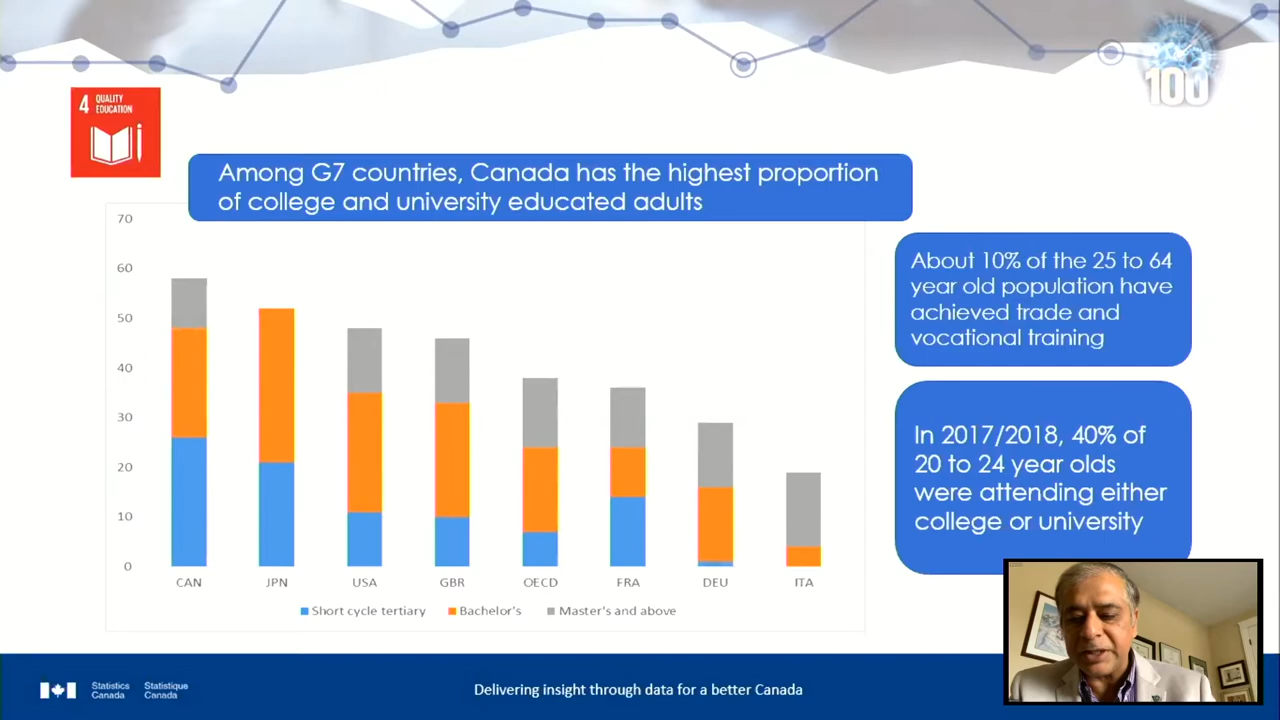 100
4 QUALITY
EDUCATION
Among G7 countries, Canada has the highest proportion
of college and university educated adults
70
60
50
40
30
20
10
0
CAN JPN USA GBR OECD FRA DEU ITA
Short cycle tertiary Bachelor's Master's and above
About 10% of the 25 to 64
year old population have
achieved trade and
vocational training
In 2017/2018, 40% of
20 to 24 year olds
were attending either
college or university
Statistics Statistique
Canada Canada
Delivering insight through data for a better Canada